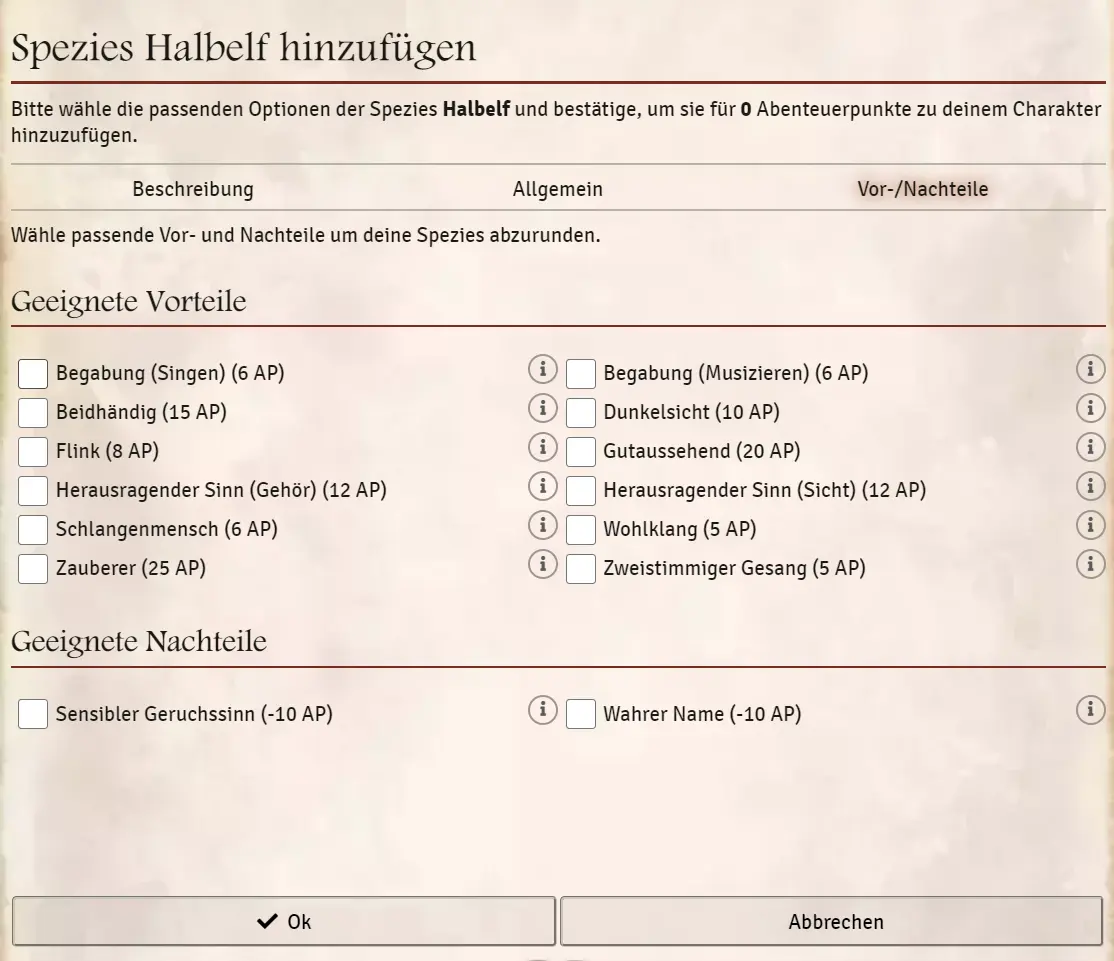 Spezies Halbelf hinzufügen
Bitte wähle die passenden Optionen der Spezies Halbelf und bestätige, um sie für 0 Abenteuerpunkte zu deinem Charakter
hinzuzufügen.
Beschreibung Allgemein Vor-/Nachteile
Wähle passende Vor- und Nachteile um deine Spezies abzurunden.
Geeignete Vorteile
Begabung (Singen) (6 AP) Begabung (Musizieren) (6 AP)
Beidhändig (15 AP) Dunkelsicht (10 AP)
Flink (8 AP) Gutaussehend (20 AP)
Herausragender Sinn (Gehör) (12 AP) Herausragender Sinn (Sicht) (12 AP)
Schlangenmensch (6 AP) Wohlklang (5 AP)
Zauberer (25 AP) Zweistimmiger Gesang (5 AP)
Geeignete Nachteile
Sensibler Geruchssinn (-10 AP) Wahrer Name (-10 AP)
Ok Abbrechen